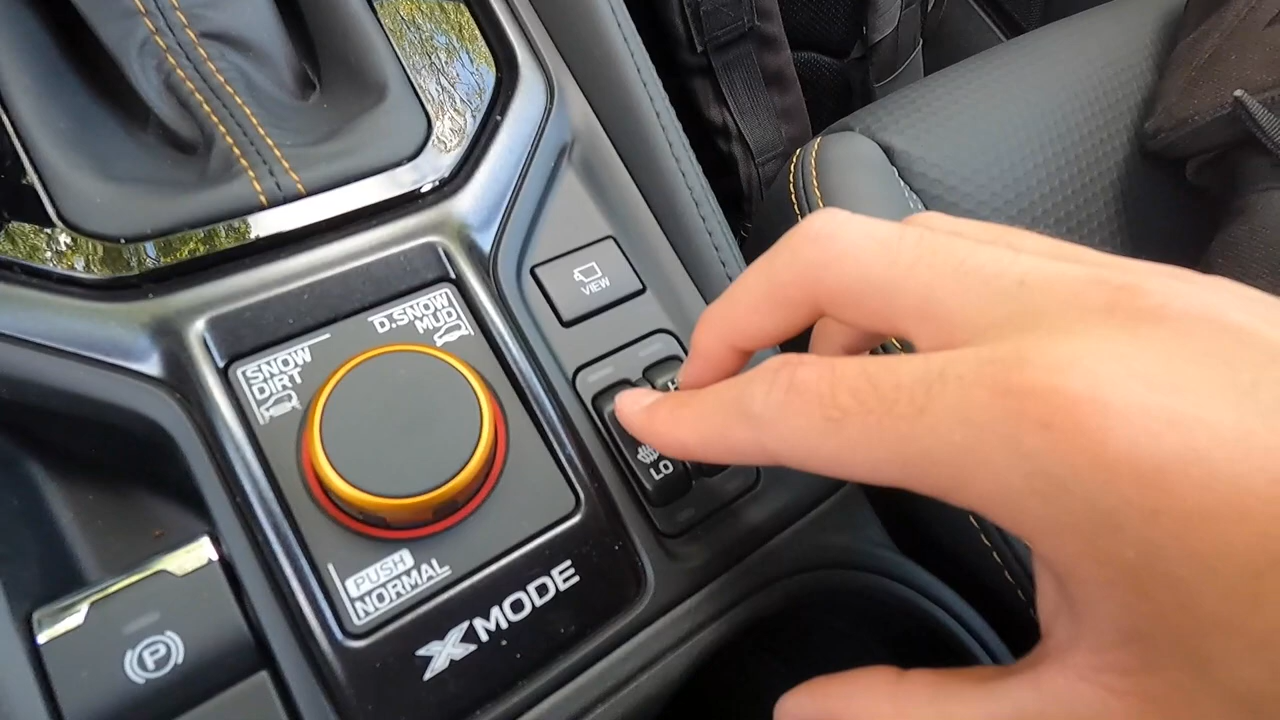 VIEW
D.SNOW
MUD
SNOW
DIRT
LO
PUSH
NORMAL
X MODE
P